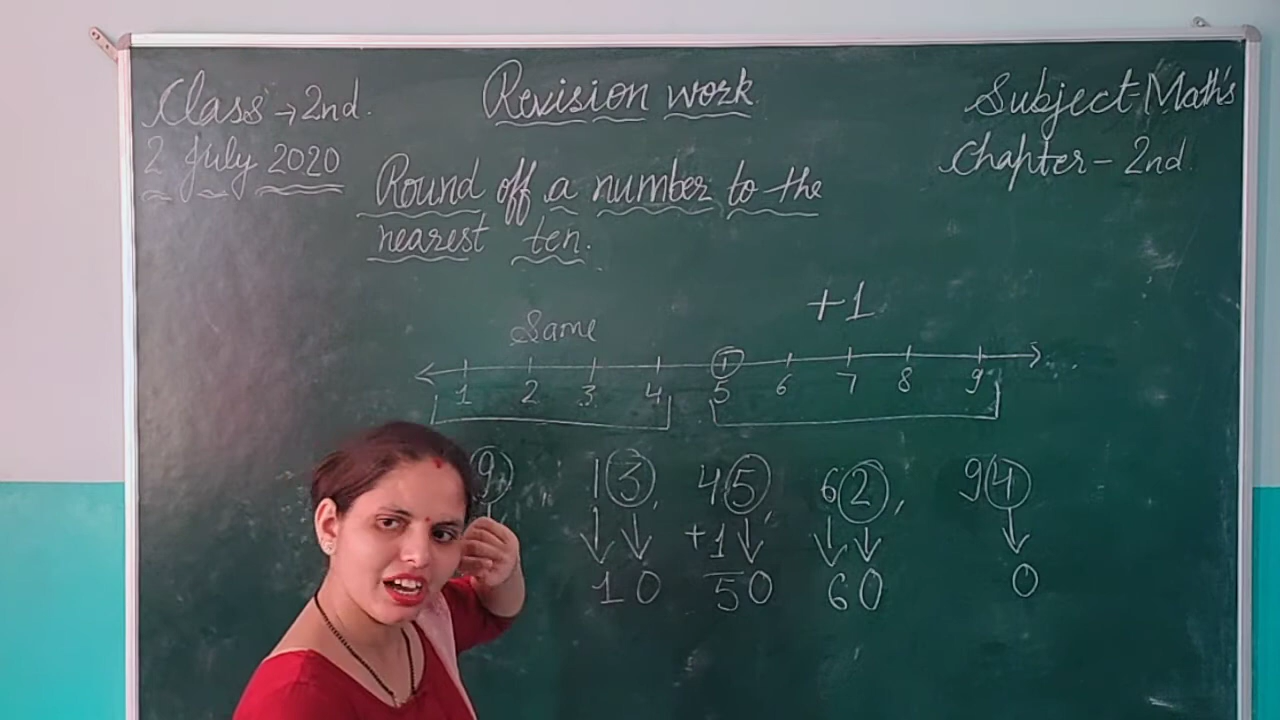 Class → 2nd.
Revision work
Subject-Math's
2 July 2020
Chapter - 2nd.
Round off a number to the
nearest ten.
+1
Same
1 2 3 4 5 6 7 8 9 ...
9, 13, 45, 62, 94
+1
10 50 60 0